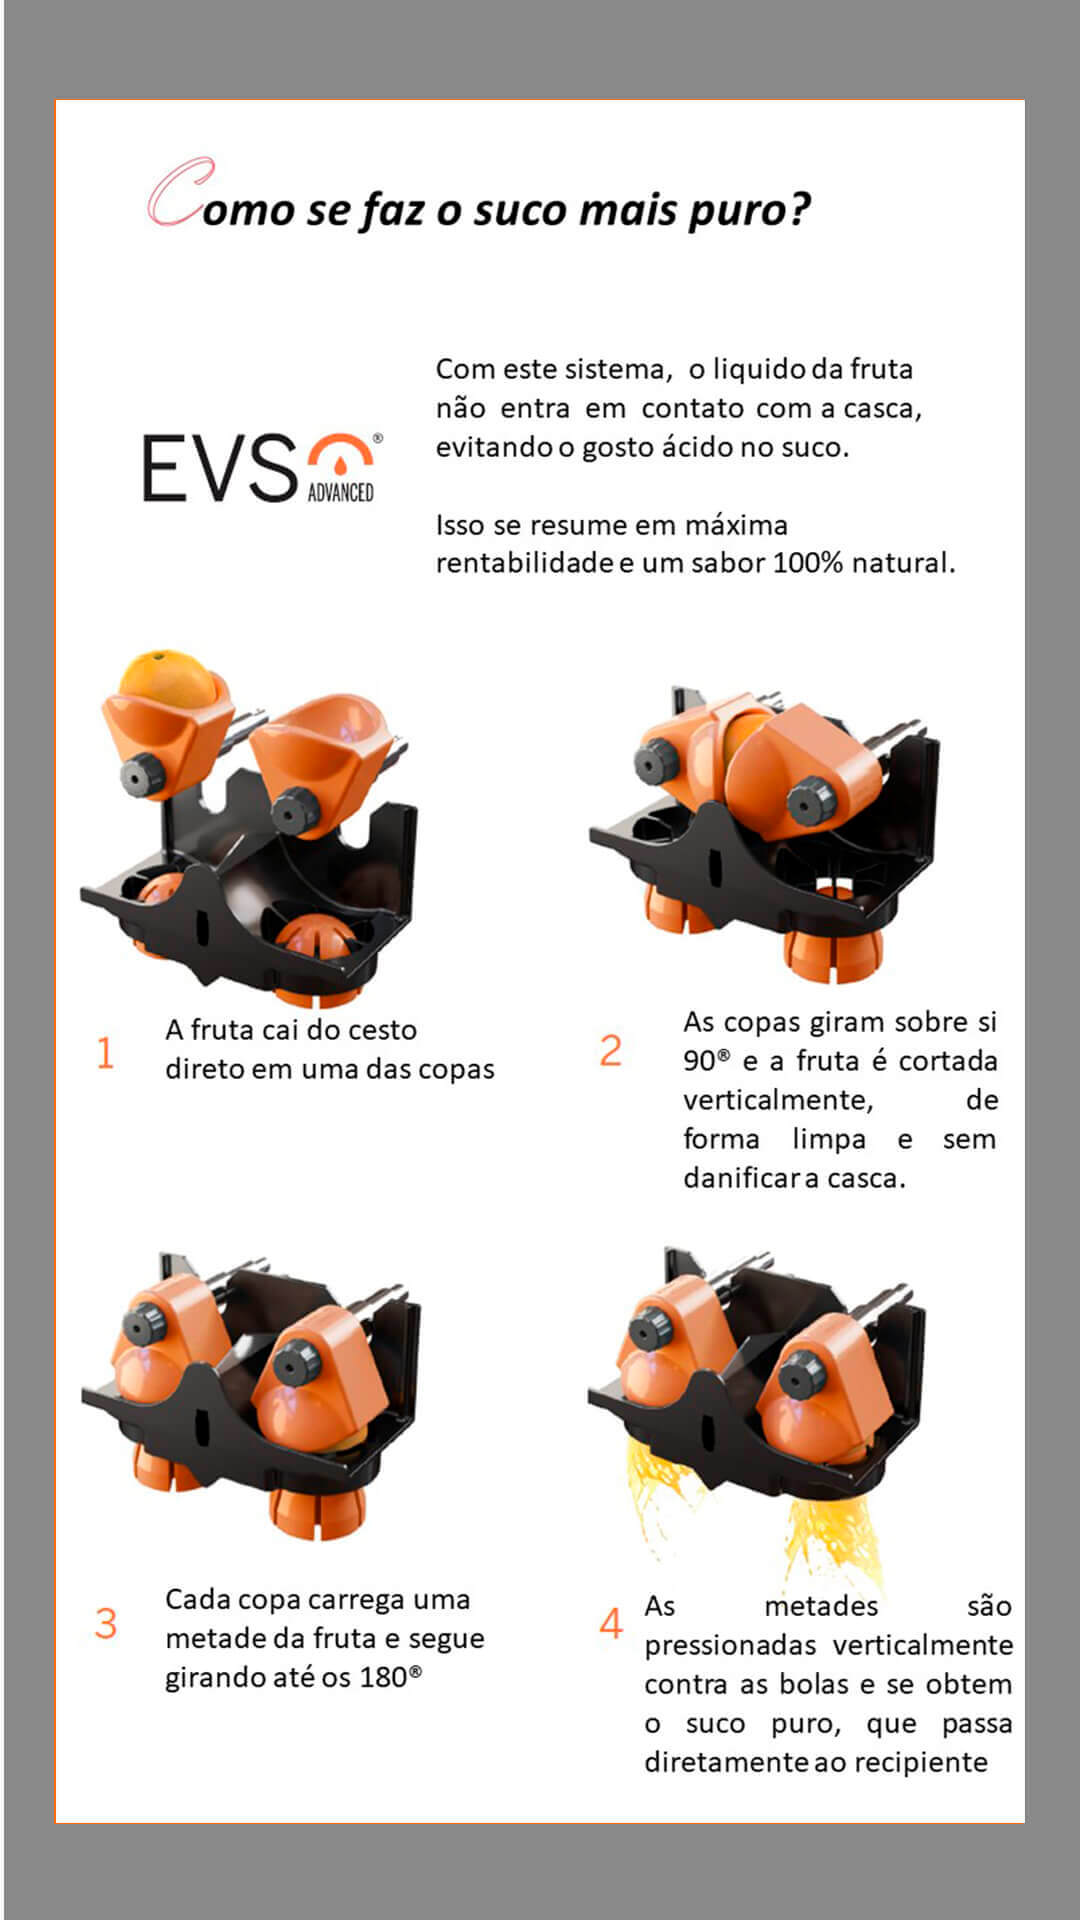 Como se faz o suco mais puro?
Com este sistema, o liquido da fruta
não entra em contato com a casca,
evitando o gosto ácido no suco.
EVS ®
ADVANCED
Isso se resume em máxima
rentabilidade e um sabor 100% natural.
1
A fruta cai do cesto
direto em uma das copas
2
As copas giram sobre si
90® e a fruta é cortada
verticalmente, de
forma limpa e sem
danificar a casca.
3
Cada copa carrega uma
metade da fruta e segue
girando até os 180®
4
As metades são
pressionadas verticalmente
contra as bolas e se obtem
o suco puro, que passa
diretamente ao recipiente